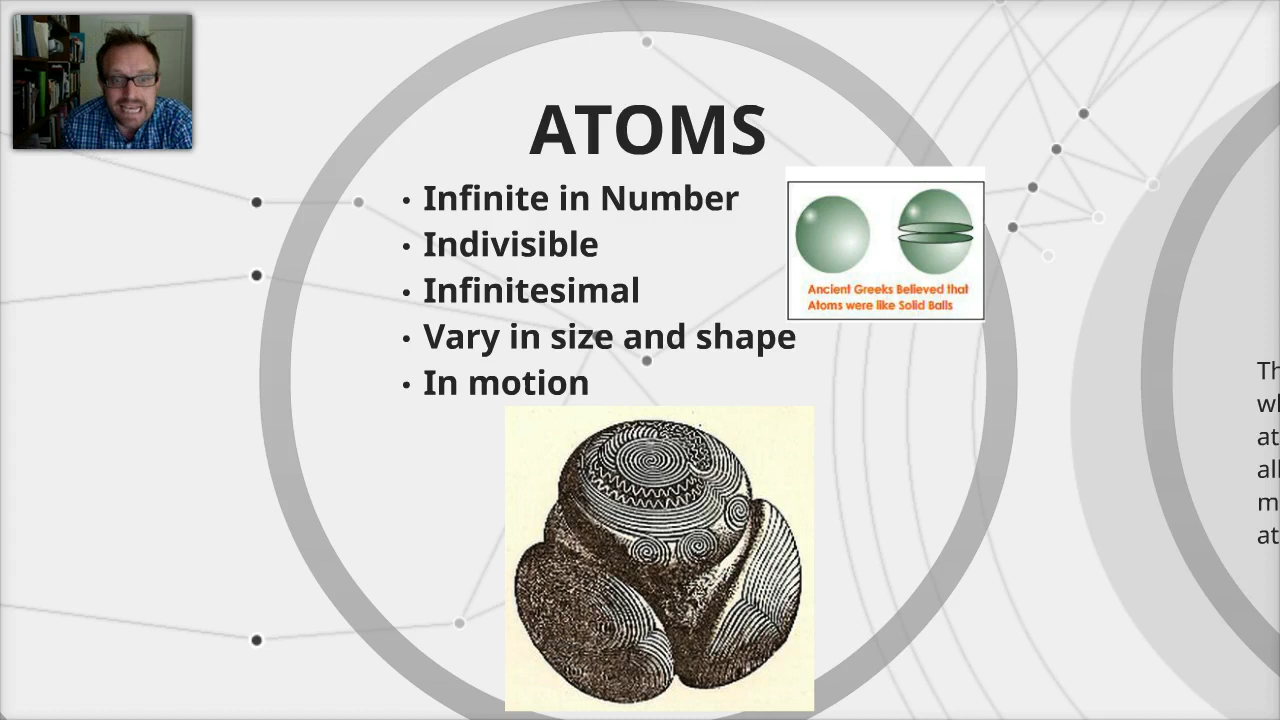 ATOMS
• Infinite in Number
• Indivisible
• Infinitesimal
• Vary in size and shape
• In motion
Ancient Greeks Believed that
Atoms were like Solid Balls